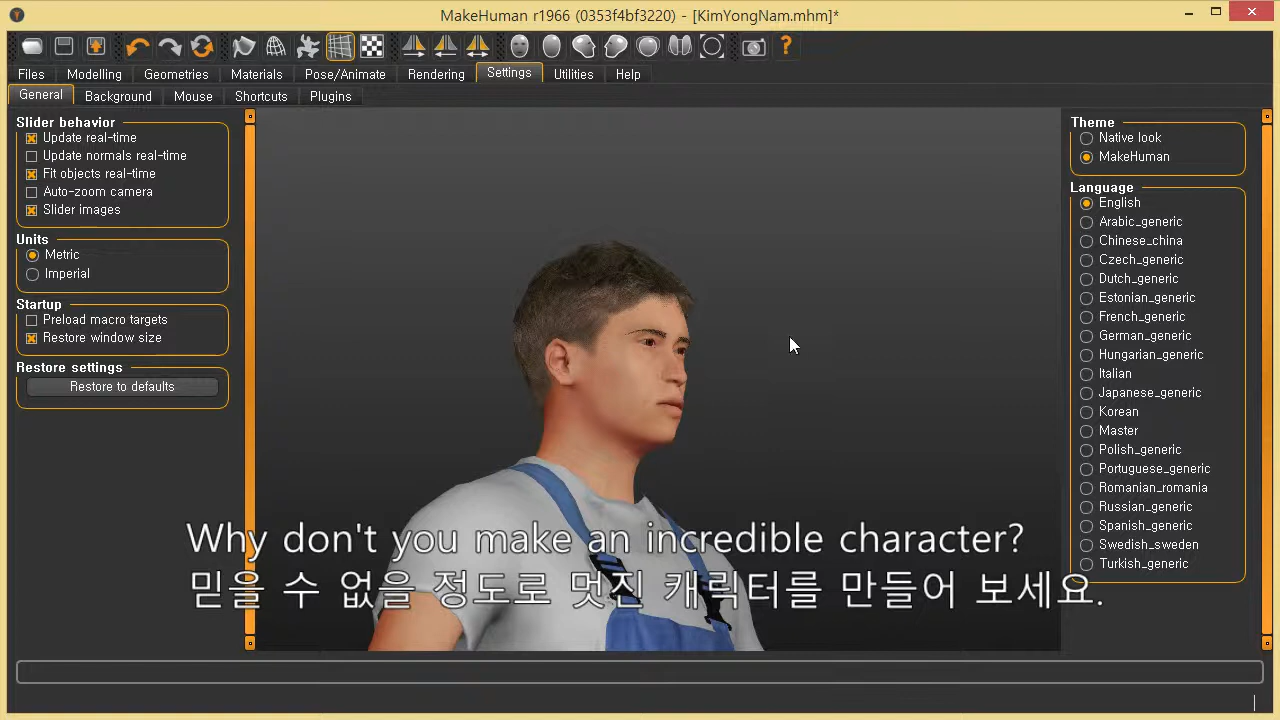 MakeHuman r1966 (0353f4bf3220) - [KimYongNam.mhm]*
Files Modelling Geometries Materials Pose/Animate Rendering Settings Utilities Help
General Background Mouse Shortcuts Plugins
Slider behavior
Update real-time
Update normals real-time
Fit objects real-time
Auto-zoom camera
Slider images
Units
Metric
Imperial
Startup
Preload macro targets
Restore window size
Restore settings
Restore to defaults
Theme
Native look
MakeHuman
Language
English
Arabic_generic
Chinese_china
Czech_generic
Dutch_generic
Estonian_generic
French_generic
German_generic
Hungarian_generic
Italian
Japanese_generic
Korean
Master
Polish_generic
Portuguese_generic
Romanian_romania
Russian_generic
Spanish_generic
Swedish_sweden
Turkish_generic
Why don't you make an incredible character?
믿을 수 없을 정도로 멋진 캐릭터를 만들어 보세요.